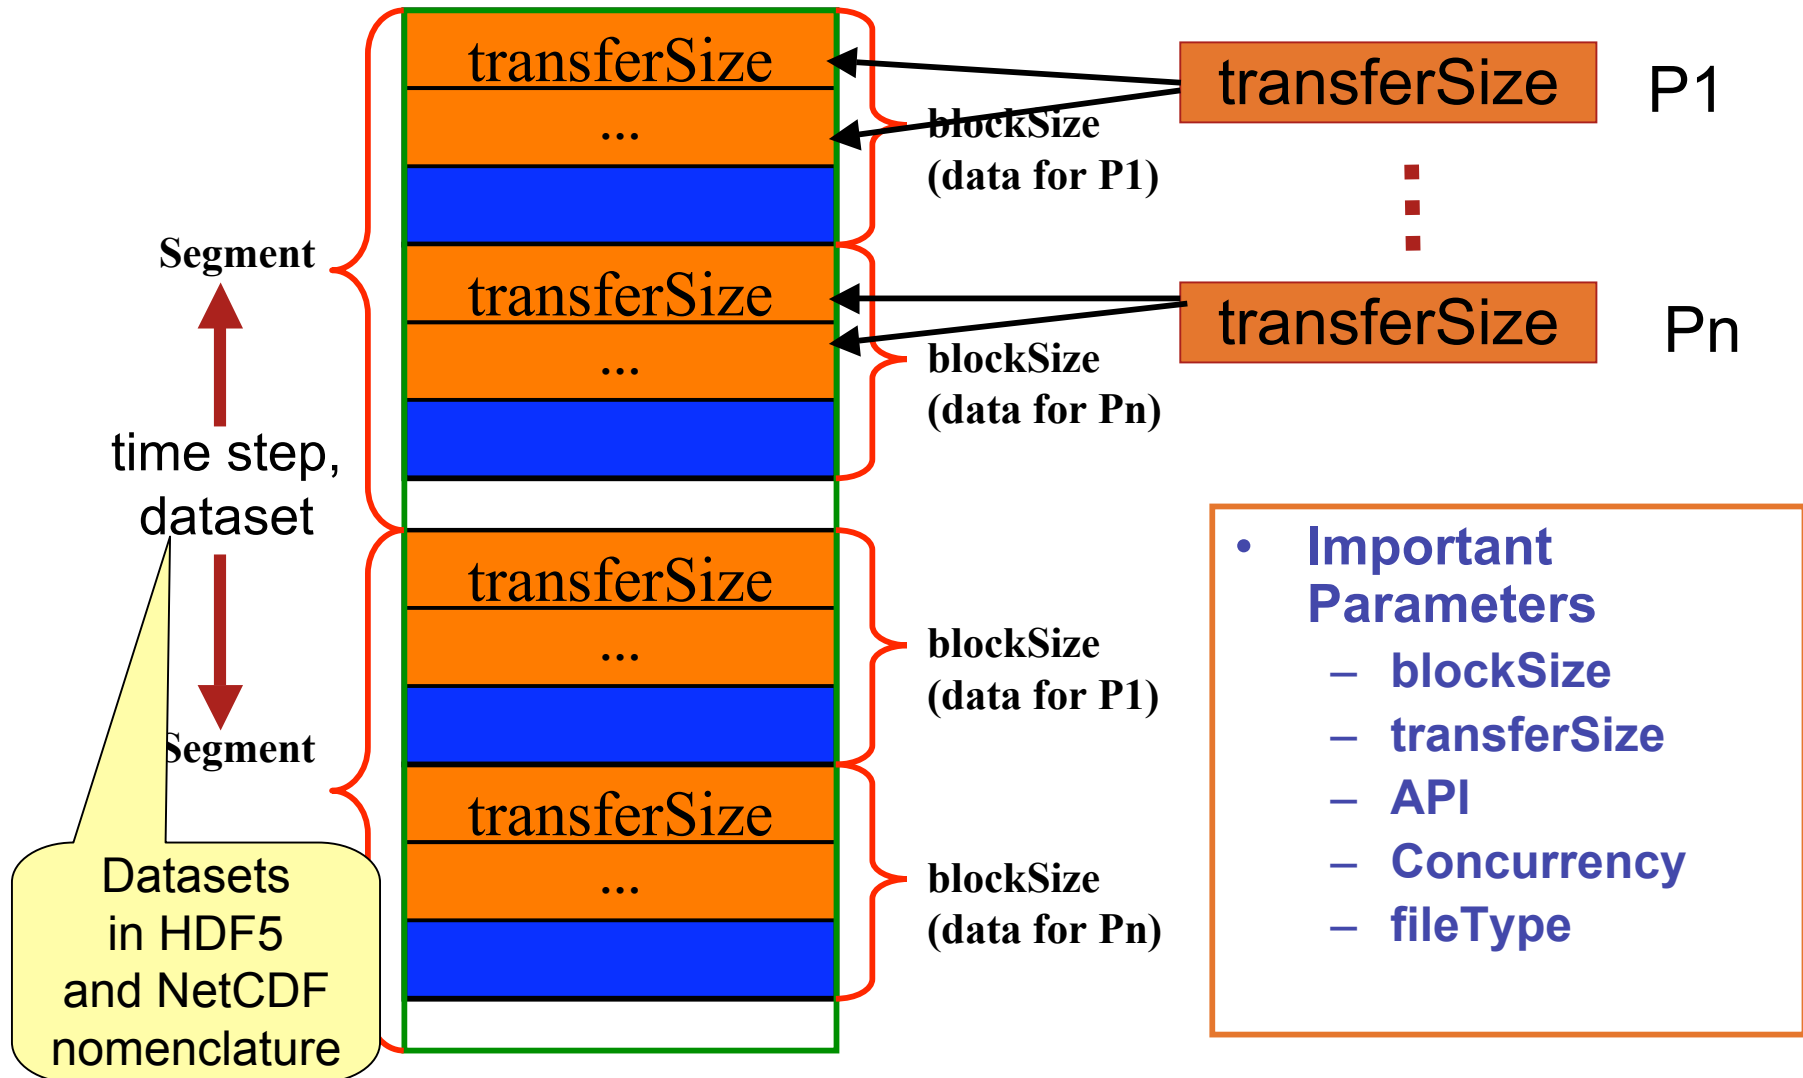 transferSize
...
blockSize
(data for P1)
transferSize
P1
Segment
transferSize
...
blockSize
(data for Pn)
transferSize
Pn
time step,
dataset
transferSize
...
blockSize
(data for P1)
Segment
transferSize
...
blockSize
(data for Pn)
Datasets
in HDF5
and NetCDF
nomenclature
• Important
Parameters
– blockSize
– transferSize
– API
– Concurrency
– fileType